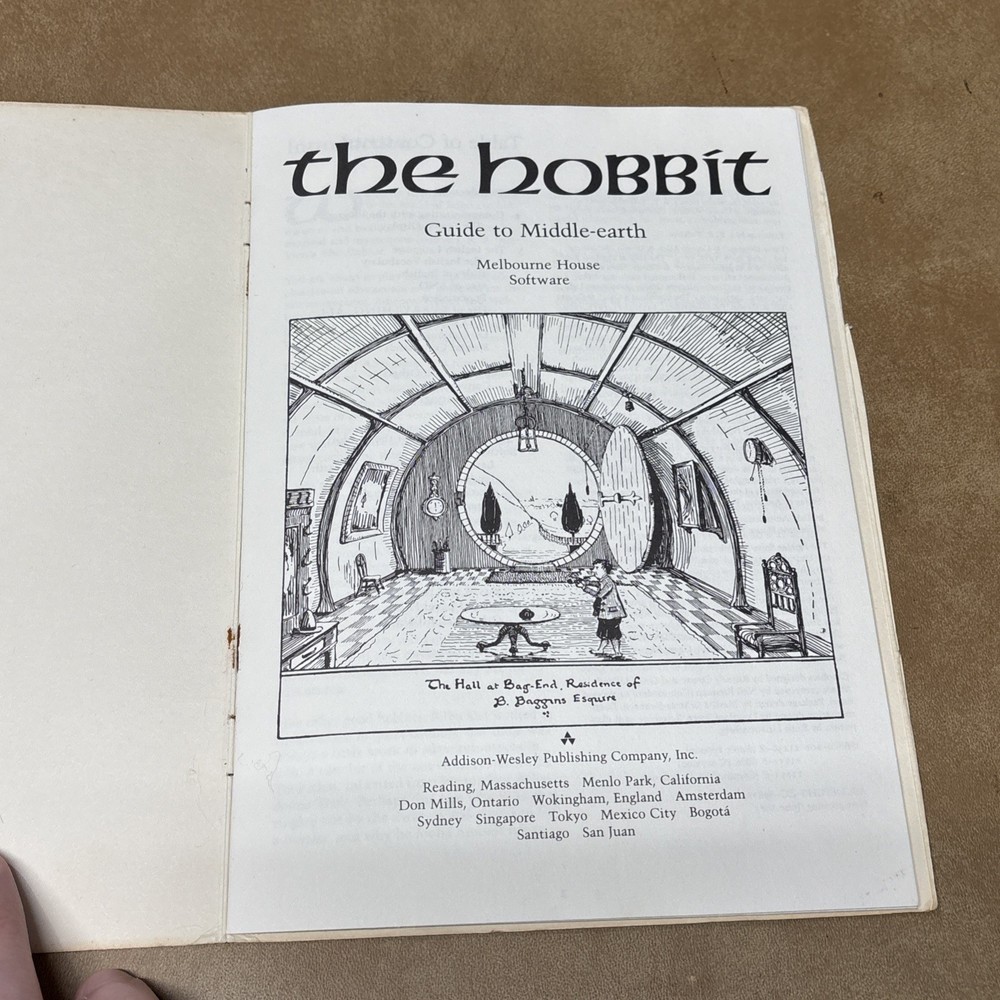 the hobbit
Guide to Middle-earth
Melbourne House
Software
The Hall at Bag-End, Residence of
B. Baggins Esquire
Addison-Wesley Publishing Company, Inc.
Reading, Massachusetts Menlo Park, California
Don Mills, Ontario Wokingham, England Amsterdam
Sydney Singapore Tokyo Mexico City Bogotá
Santiago San Juan